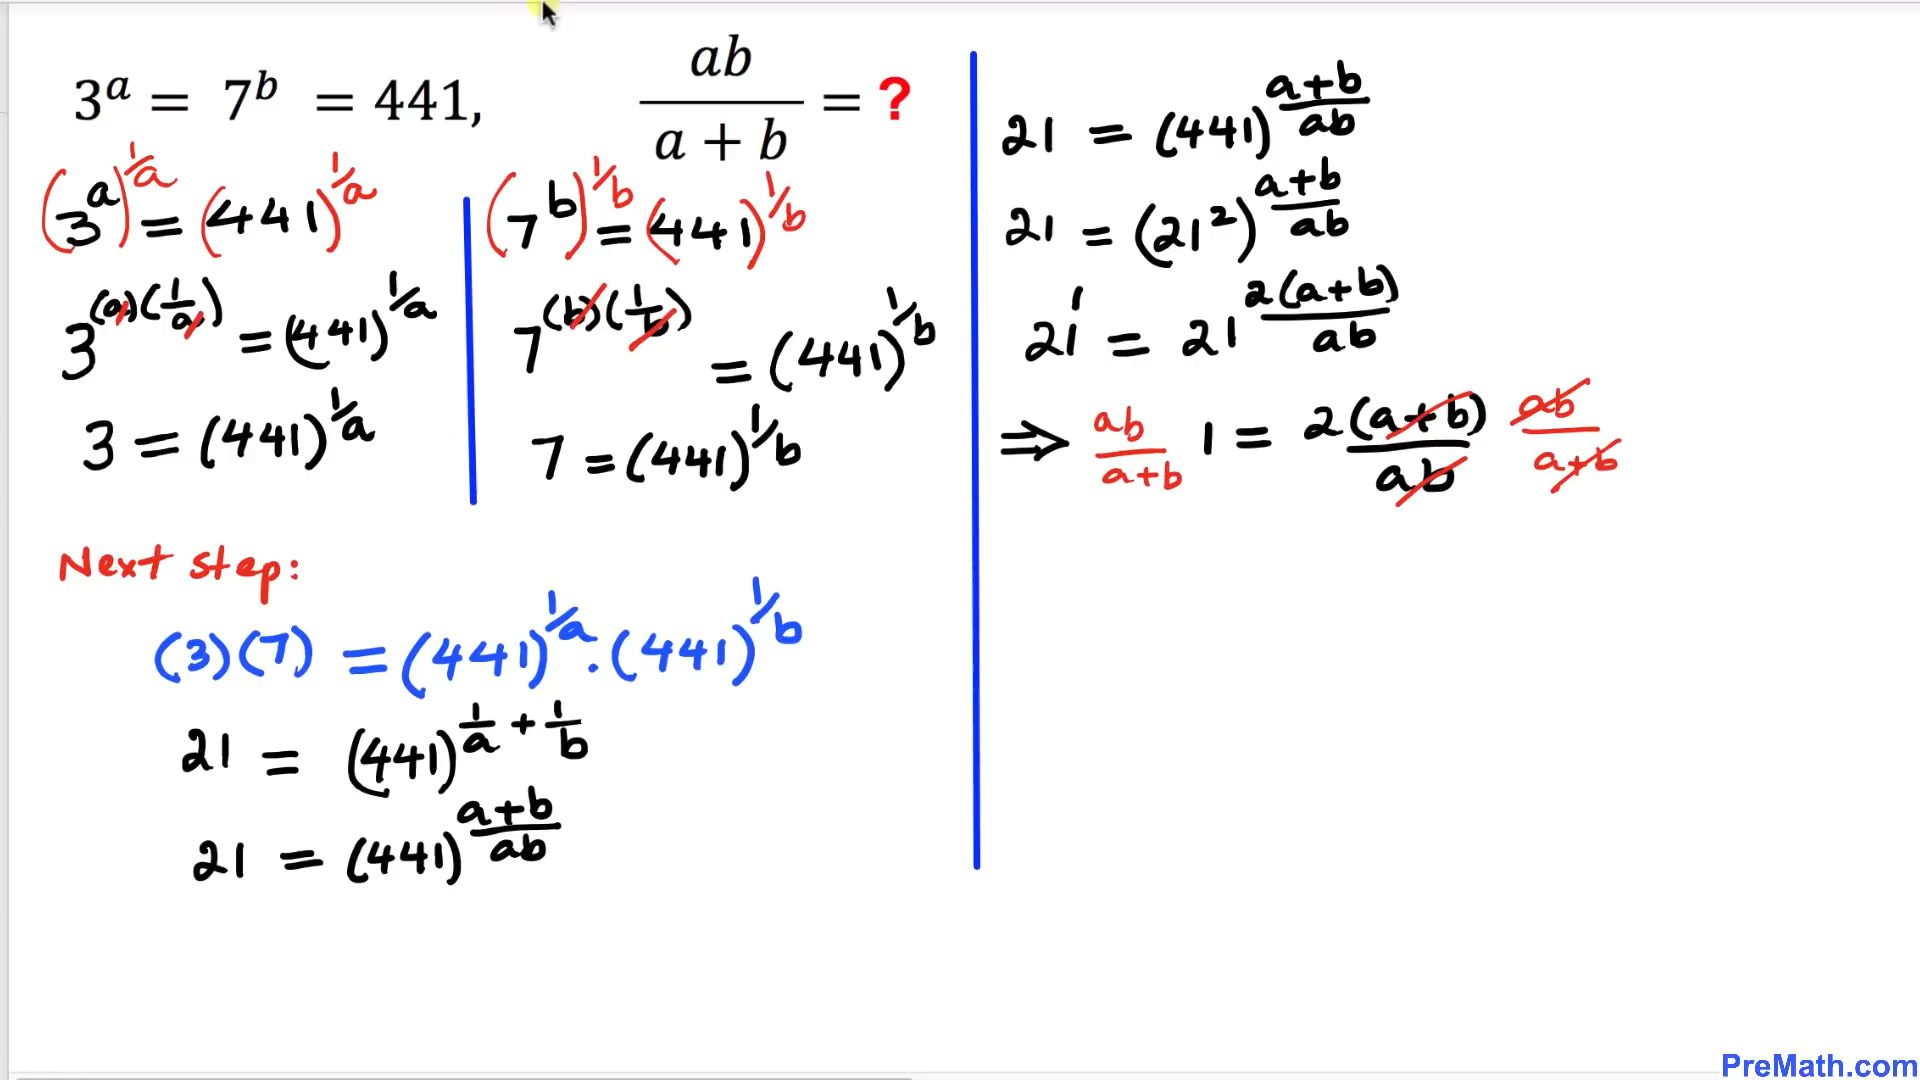 3^a = 7^b = 441, ab/(a + b) = ?
(3^a)^(1/a) = (441)^(1/a)
3^((a)(1/a)) = (441)^(1/a)
3 = (441)^(1/a)
(7^b)^(1/b) = (441)^(1/b)
7^((b)(1/b)) = (441)^(1/b)
7 = (441)^(1/b)
Next step:
(3)(7) = (441)^(1/a) . (441)^(1/b)
21 = (441)^(1/a + 1/b)
21 = (441)^((a+b)/ab)
21 = (441)^((a+b)/ab)
21 = (21²)^((a+b)/ab)
21^1 = 21^(2(a+b)/ab)
⇒ ab/(a+b) 1 = 2(a+b)/ab ab/(a+b)
PreMath.com